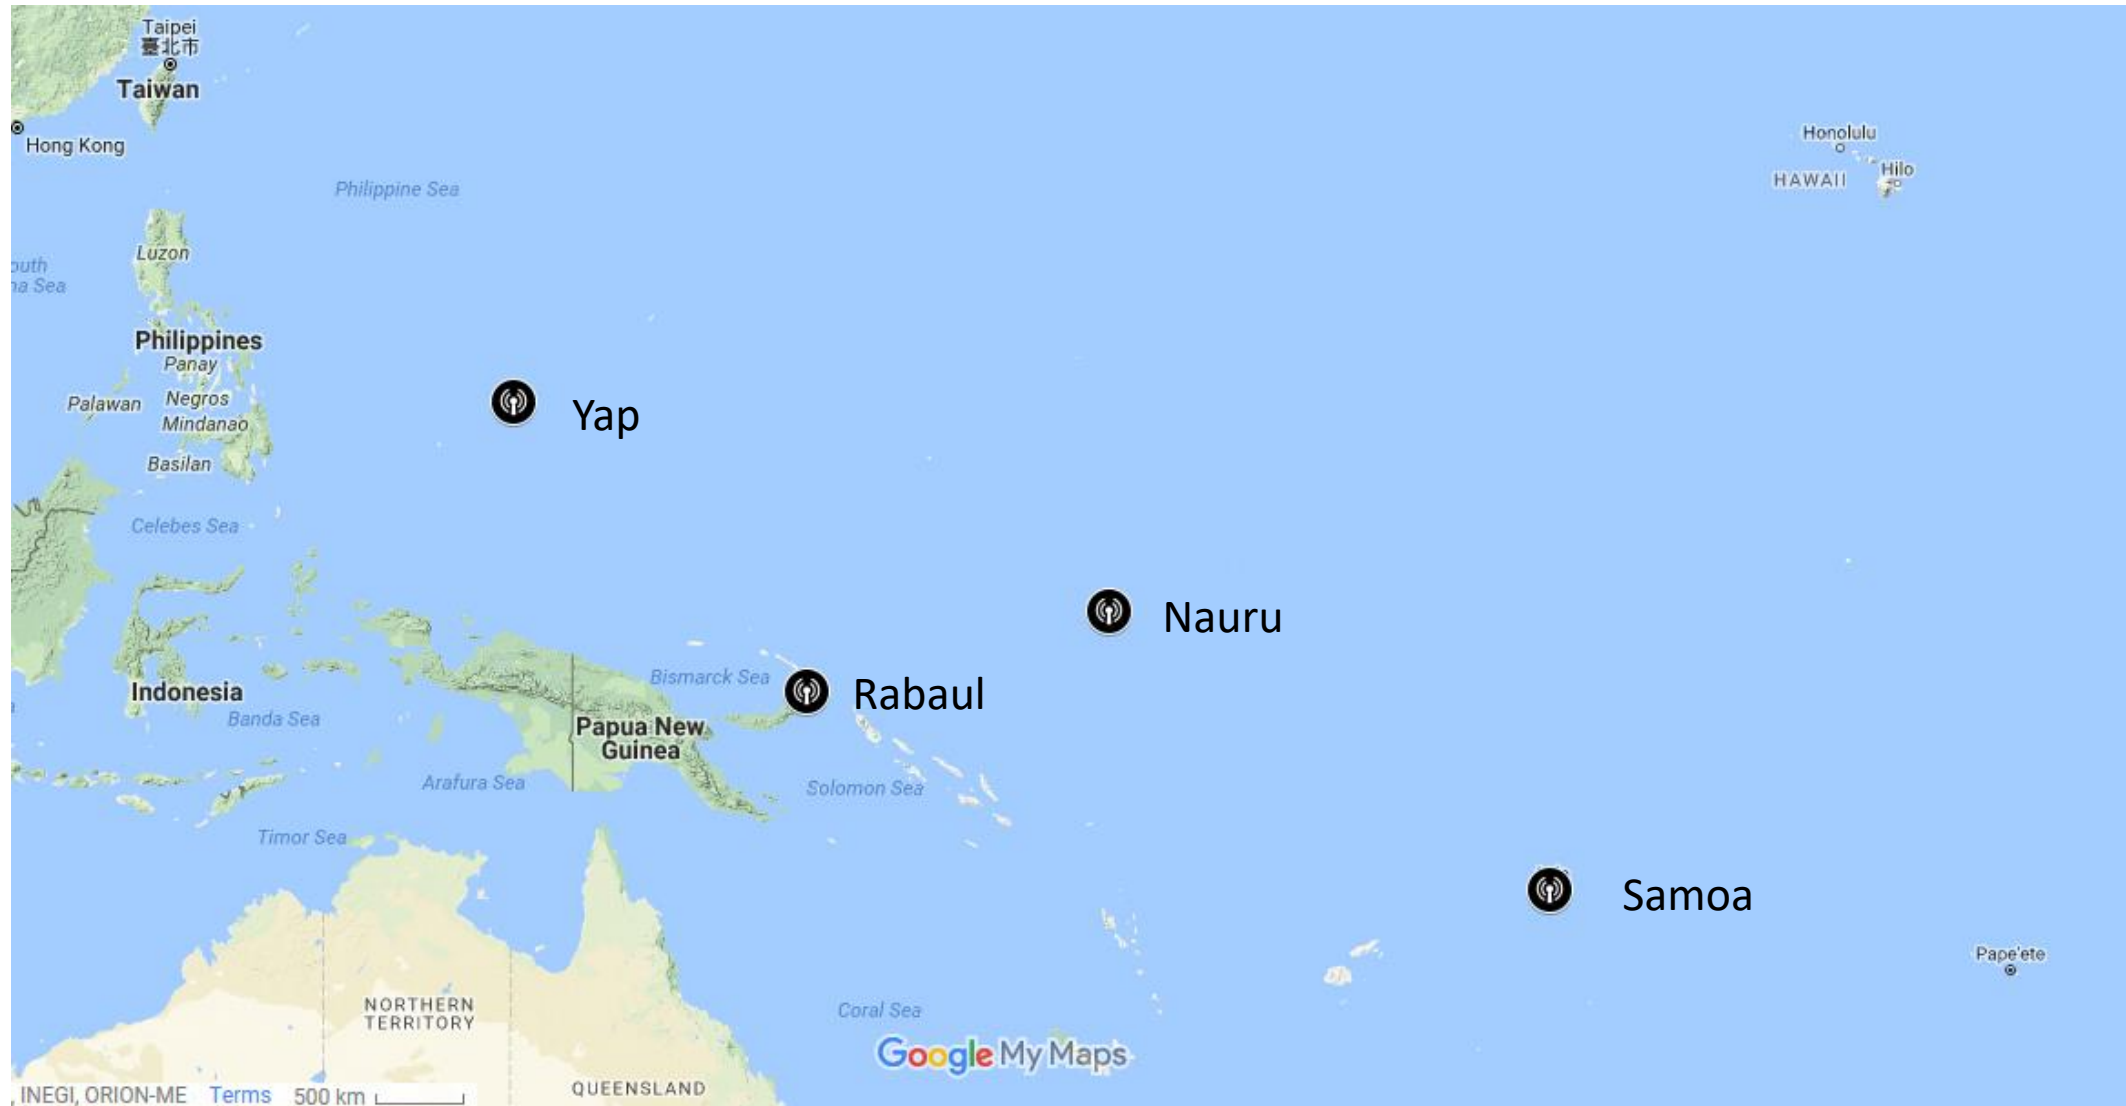 Taipei
臺北市
Taiwan
Hong Kong
Honolulu
Hilo
HAWAII
Philippine Sea
Luzon
outh
na Sea
Philippines
Panay
Palawan
Negros
Mindanao
Basilan
Yap
Celebes Sea
Nauru
Bismarck Sea
Rabaul
Indonesia
Banda Sea
Papua New
Guinea
Arafura Sea
Solomon Sea
Timor Sea
Samoa
Pape'ete
NORTHERN
TERRITORY
Coral Sea
Google My Maps
QUEENSLAND
, INEGI, ORION-ME Terms 500 km